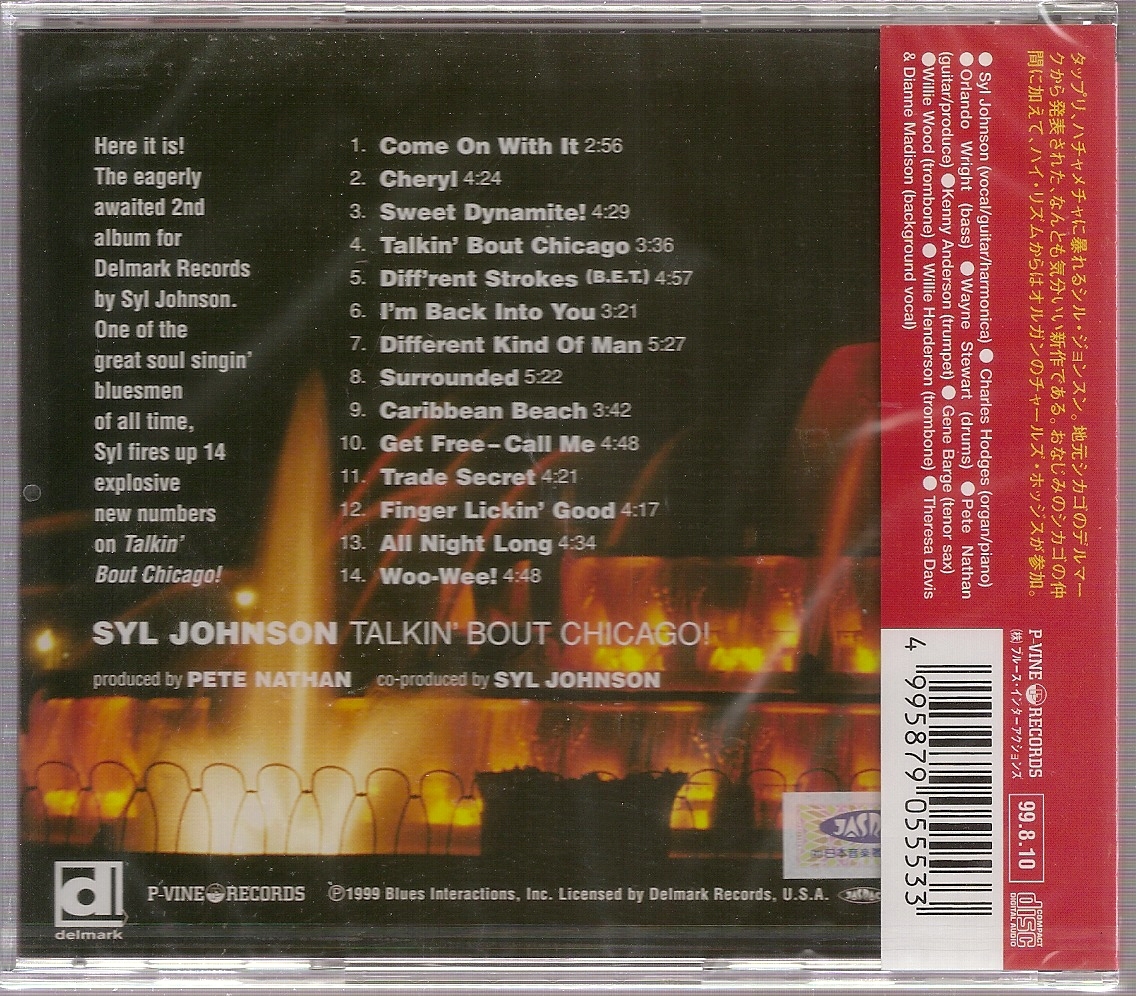 Here it is!
The eagerly
awaited 2nd
album for
Delmark Records
by Syl Johnson.
One of the
great soul singin'
bluesmen
of all time,
Syl fires up 14
explosive
new numbers
on Talkin'
Bout Chicago!
1. Come On With It 2:56
2. Cheryl 4:24
3. Sweet Dynamite! 4:29
4. Talkin' Bout Chicago 3:36
5. Diff'rent Strokes (B.E.T.) 4:57
6. I'm Back Into You 3:21
7. Different Kind Of Man 5:27
8. Surrounded 5:22
9. Caribbean Beach 3:42
10. Get Free–Call Me 4:48
11. Trade Secret 4:21
12. Finger Lickin' Good 4:17
13. All Night Long 4:34
14. Woo-Wee! 4:48
SYL JOHNSON TALKIN' BOUT CHICAGO!
produced by PETE NATHAN co-produced by SYL JOHNSON
d
delmark
P-VINE RECORDS ℗1999 Blues Interactions, Inc. Licensed by Delmark Records, U.S.A. JASRAC
JASR
日本音楽著
タップリ、ハチャメチャに暴れるシル・ジョンスン。地元シカゴのデルマー
クから発表された、なんとも気分いい新作である。おなじみのシカゴの仲
間に加えて、ハイ・リズムからはオルガンのチャールズ・ホッジスが参加。
● Syl Johnson (vocal/guitar/harmonica) ● Charles Hodges (organ/piano)
●Orlando Wright (bass) ●Wayne Stewart (drums) ●Pete Nathan
(guitar/produce) ●Kenny Anderson (trumpet) ● Gene Barge (tenor sax)
●Willie Wood (trombone) ● Willie Henderson (trombone) ● Theresa Davis
& Dianne Madison (background vocal)
P-VINE RECORDS
(株)ブルース・インターアクションズ
99.8.10
COMPACT
disc
DIGITAL AUDIO
4 995879 055533